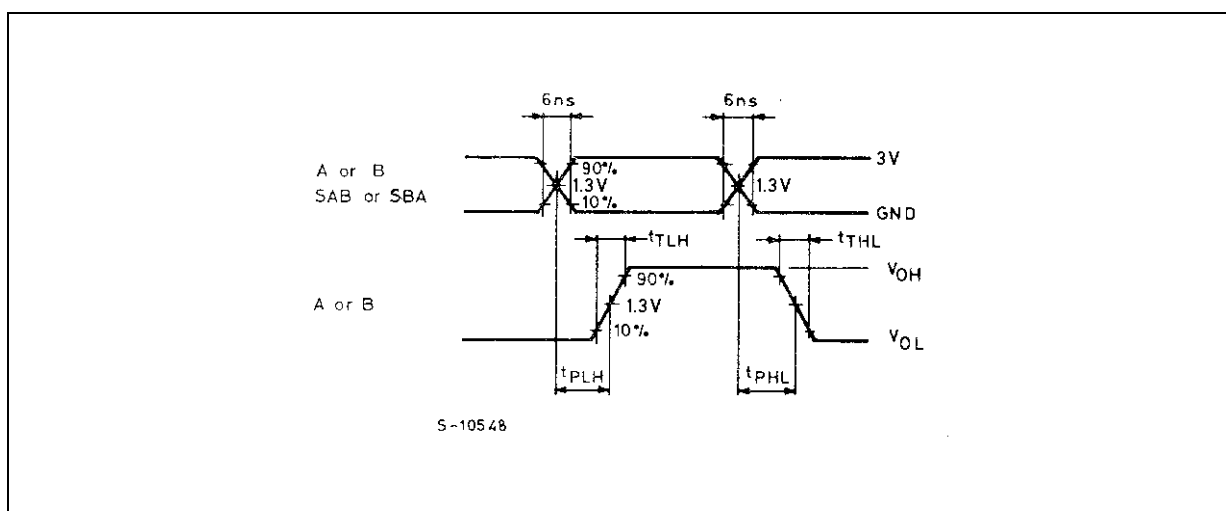 6ns 6ns
A or B
SAB or SBA
90%
1.3V
10%
1.3V
3V
GND
tTLH
tTHL
A or B
90%
1.3V
10%
VOH
VOL
tPLH
tPHL
S-10548